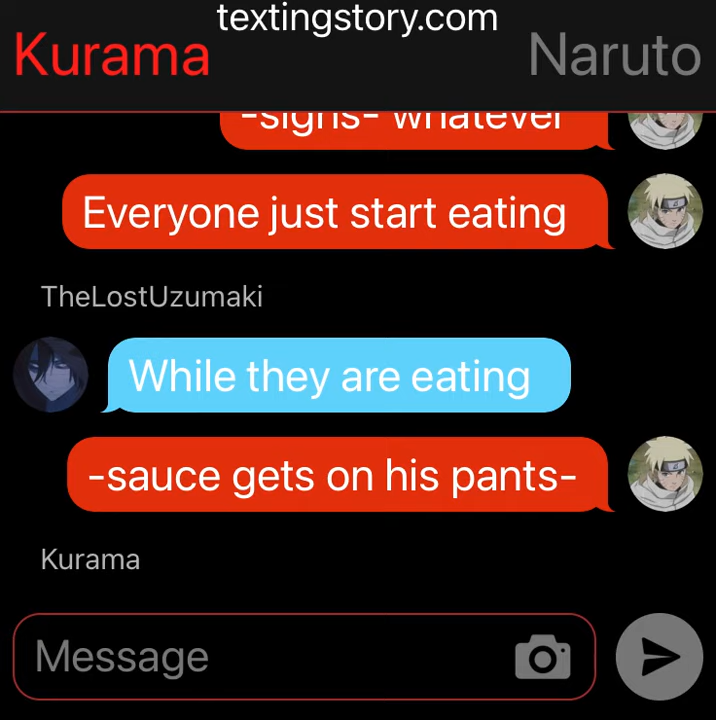 textingstory.com
Kurama
Naruto
-sighs- whatever
Everyone just start eating
TheLostUzumaki
While they are eating
-sauce gets on his pants-
Kurama
Message